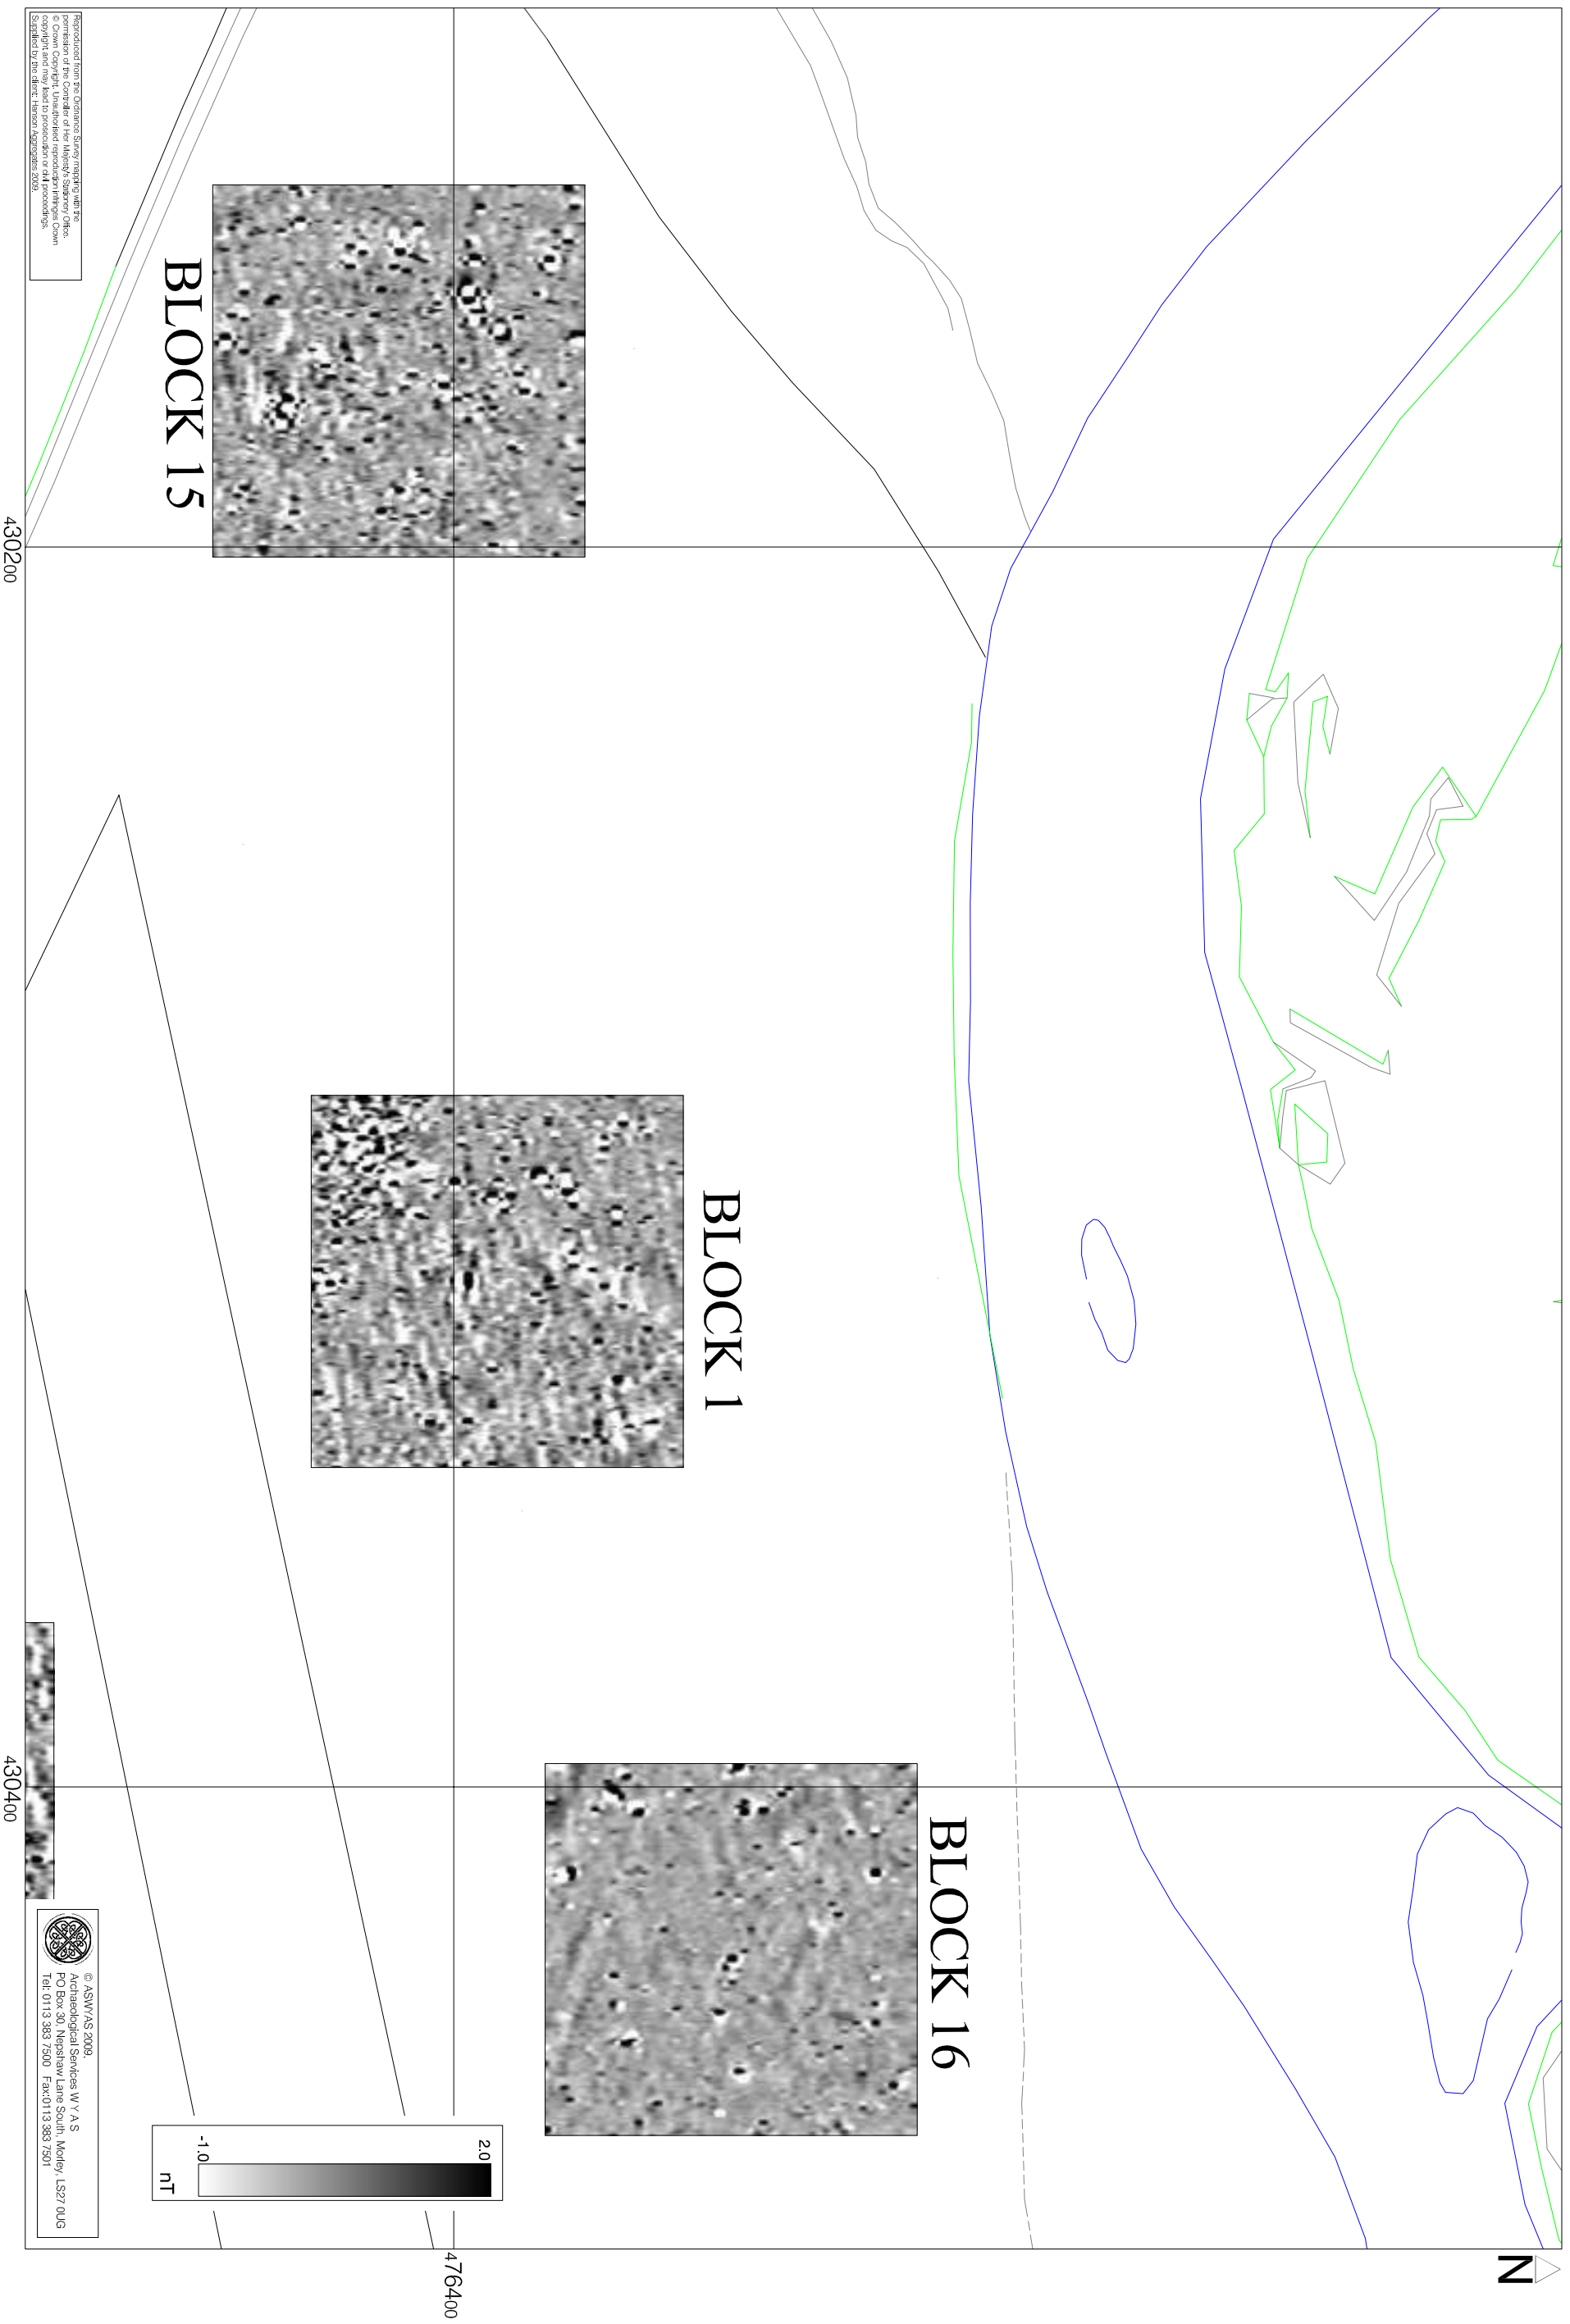 N
BLOCK 15
BLOCK 1
BLOCK 16
430200
430400
476400
2.0
-1.0
nT
Reproduced from the Ordnance Survey mapping with the
permission of the Controller of Her Majesty's Stationery Office.
© Crown Copyright. Unauthorised reproduction infringes Crown
copyright and may lead to prosecution or civil proceedings.
Supplied by the client: Hanson Aggregates 2009.
© ASWYAS 2009.
Archaeological Services W Y A S
PO Box 30, Nepshaw Lane South, Morley, LS27 0UG
Tel: 0113 383 7500 Fax:0113 383 7501